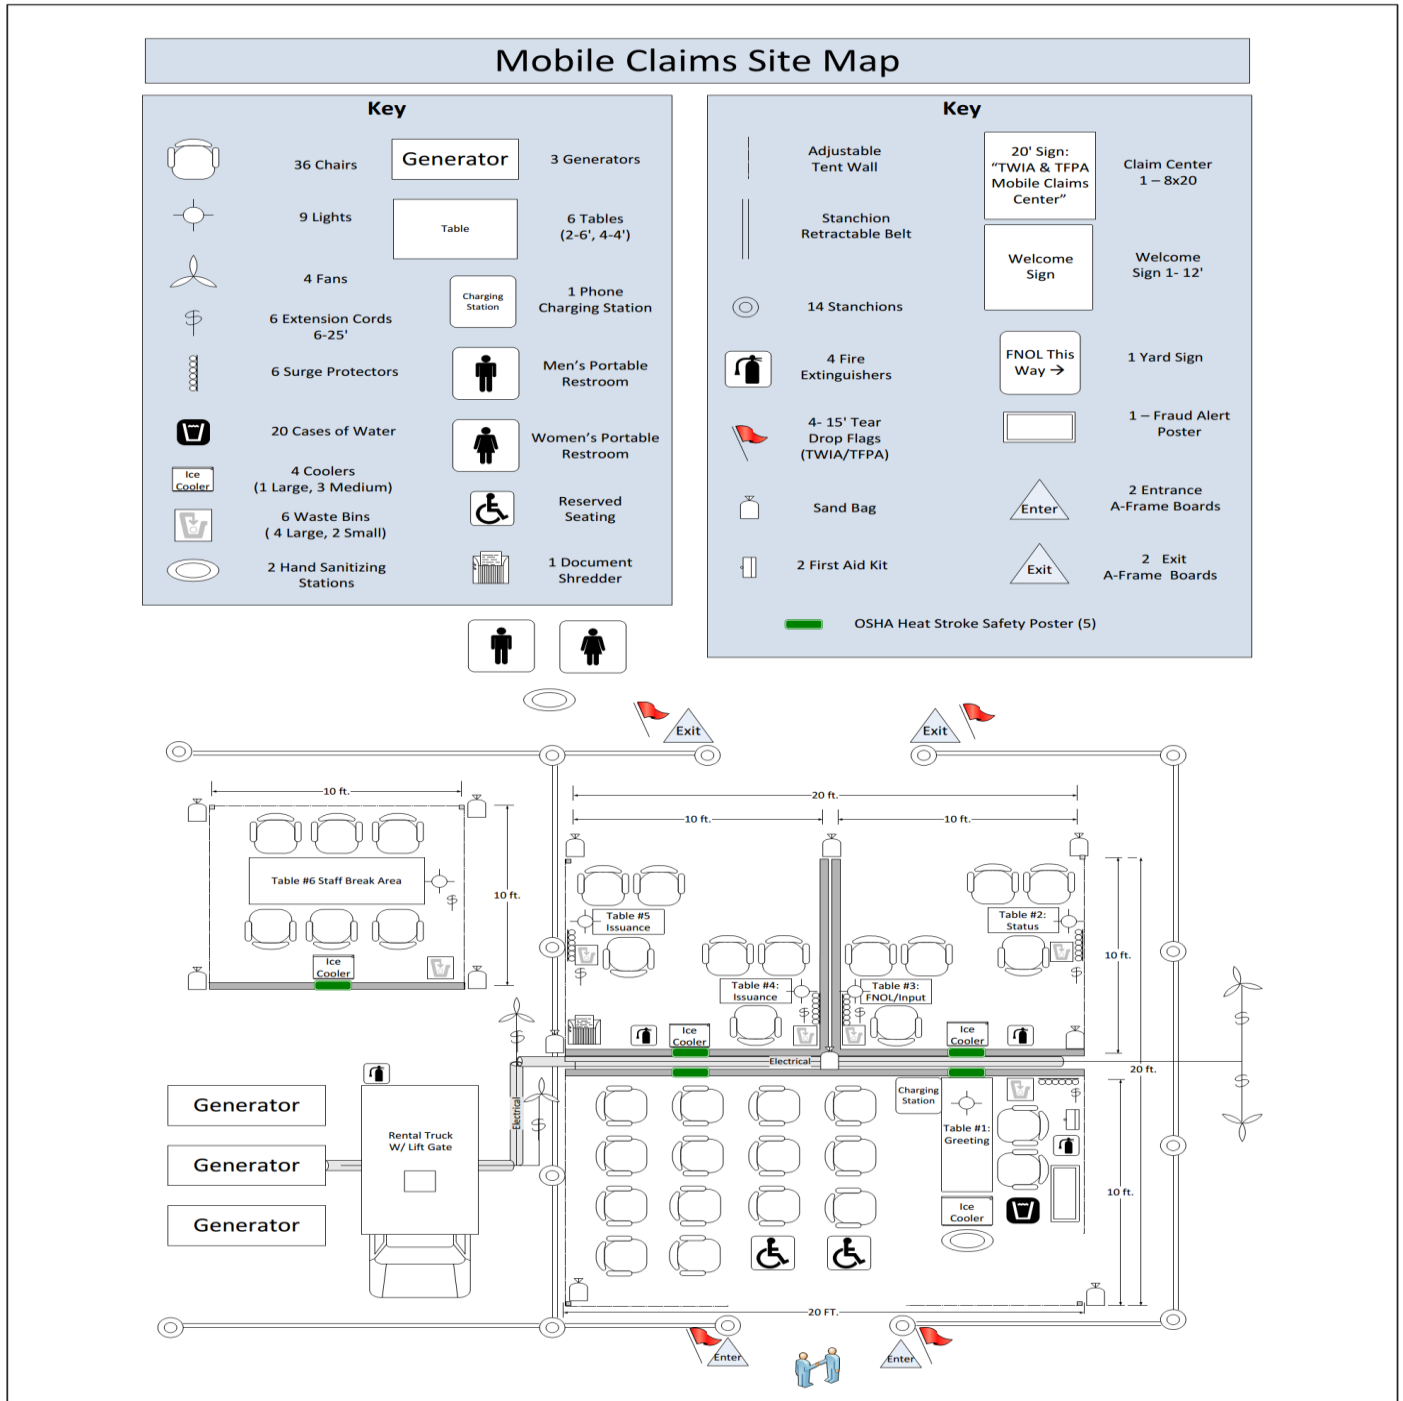 Mobile Claims Site Map
Key
36 Chairs
Generator
3 Generators
9 Lights
Table
6 Tables
(2-6', 4-4')
4 Fans
Charging
Station
1 Phone
Charging Station
6 Extension Cords
6-25'
6 Surge Protectors
Men's Portable
Restroom
20 Cases of Water
Women's Portable
Restroom
Ice
Cooler
4 Coolers
(1 Large, 3 Medium)
Reserved
Seating
6 Waste Bins
( 4 Large, 2 Small)
2 Hand Sanitizing
Stations
1 Document
Shredder
Key
Adjustable
Tent Wall
20' Sign:
“TWIA & TFPA
Mobile Claims
Center”
Claim Center
1 – 8x20
Stanchion
Retractable Belt
Welcome
Sign
Welcome
Sign 1- 12'
14 Stanchions
4 Fire
Extinguishers
FNOL This
Way →
1 Yard Sign
4- 15' Tear
Drop Flags
(TWIA/TFPA)
1 – Fraud Alert
Poster
Sand Bag
Enter
2 Entrance
A-Frame Boards
2 First Aid Kit
Exit
2 Exit
A-Frame Boards
OSHA Heat Stroke Safety Poster (5)
Exit
Exit
10 ft.
20 ft.
10 ft.
10 ft.
Table #6 Staff Break Area
10 ft.
Ice
Cooler
Table #5
Issuance
Table #2:
Status
10 ft.
Table #4:
Issuance
Table #3:
FNOL/Input
Ice
Cooler
Ice
Cooler
Electrical
20 ft.
Electrical
Generator
Generator
Generator
Rental Truck
W/ Lift Gate
Charging
Station
Table #1:
Greeting
10 ft.
Ice
Cooler
20 FT.
Enter
Enter